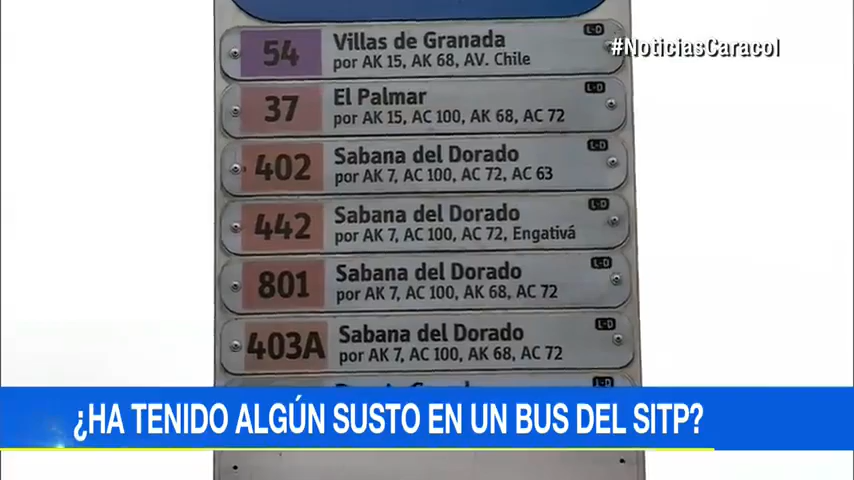 #NoticiasCaracol
54 Villas de Granada L-D
por AK 15, AK 68, AV. Chile
37 El Palmar L-D
por AK 15, AC 100, AK 68, AC 72
402 Sabana del Dorado L-D
por AK 7, AC 100, AC 72, AC 63
442 Sabana del Dorado L-D
por AK 7, AC 100, AC 72, Engativá
801 Sabana del Dorado L-D
por AK 7, AC 100, AK 68, AC 72
403A Sabana del Dorado L-D
por AK 7, AC 100, AK 68, AC 72
L-D
¿HA TENIDO ALGÚN SUSTO EN UN BUS DEL SITP?